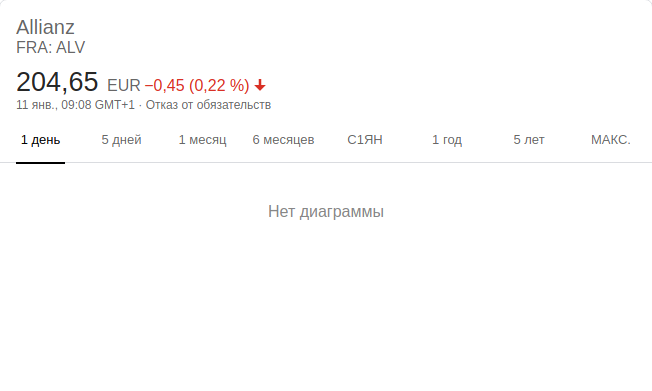 Allianz
FRA: ALV
204,65 EUR −0,45 (0,22 %)
11 янв., 09:08 GMT+1 · Отказ от обязательств
1 день 5 дней 1 месяц 6 месяцев С1ЯН 1 год 5 лет МАКС.
Нет диаграммы